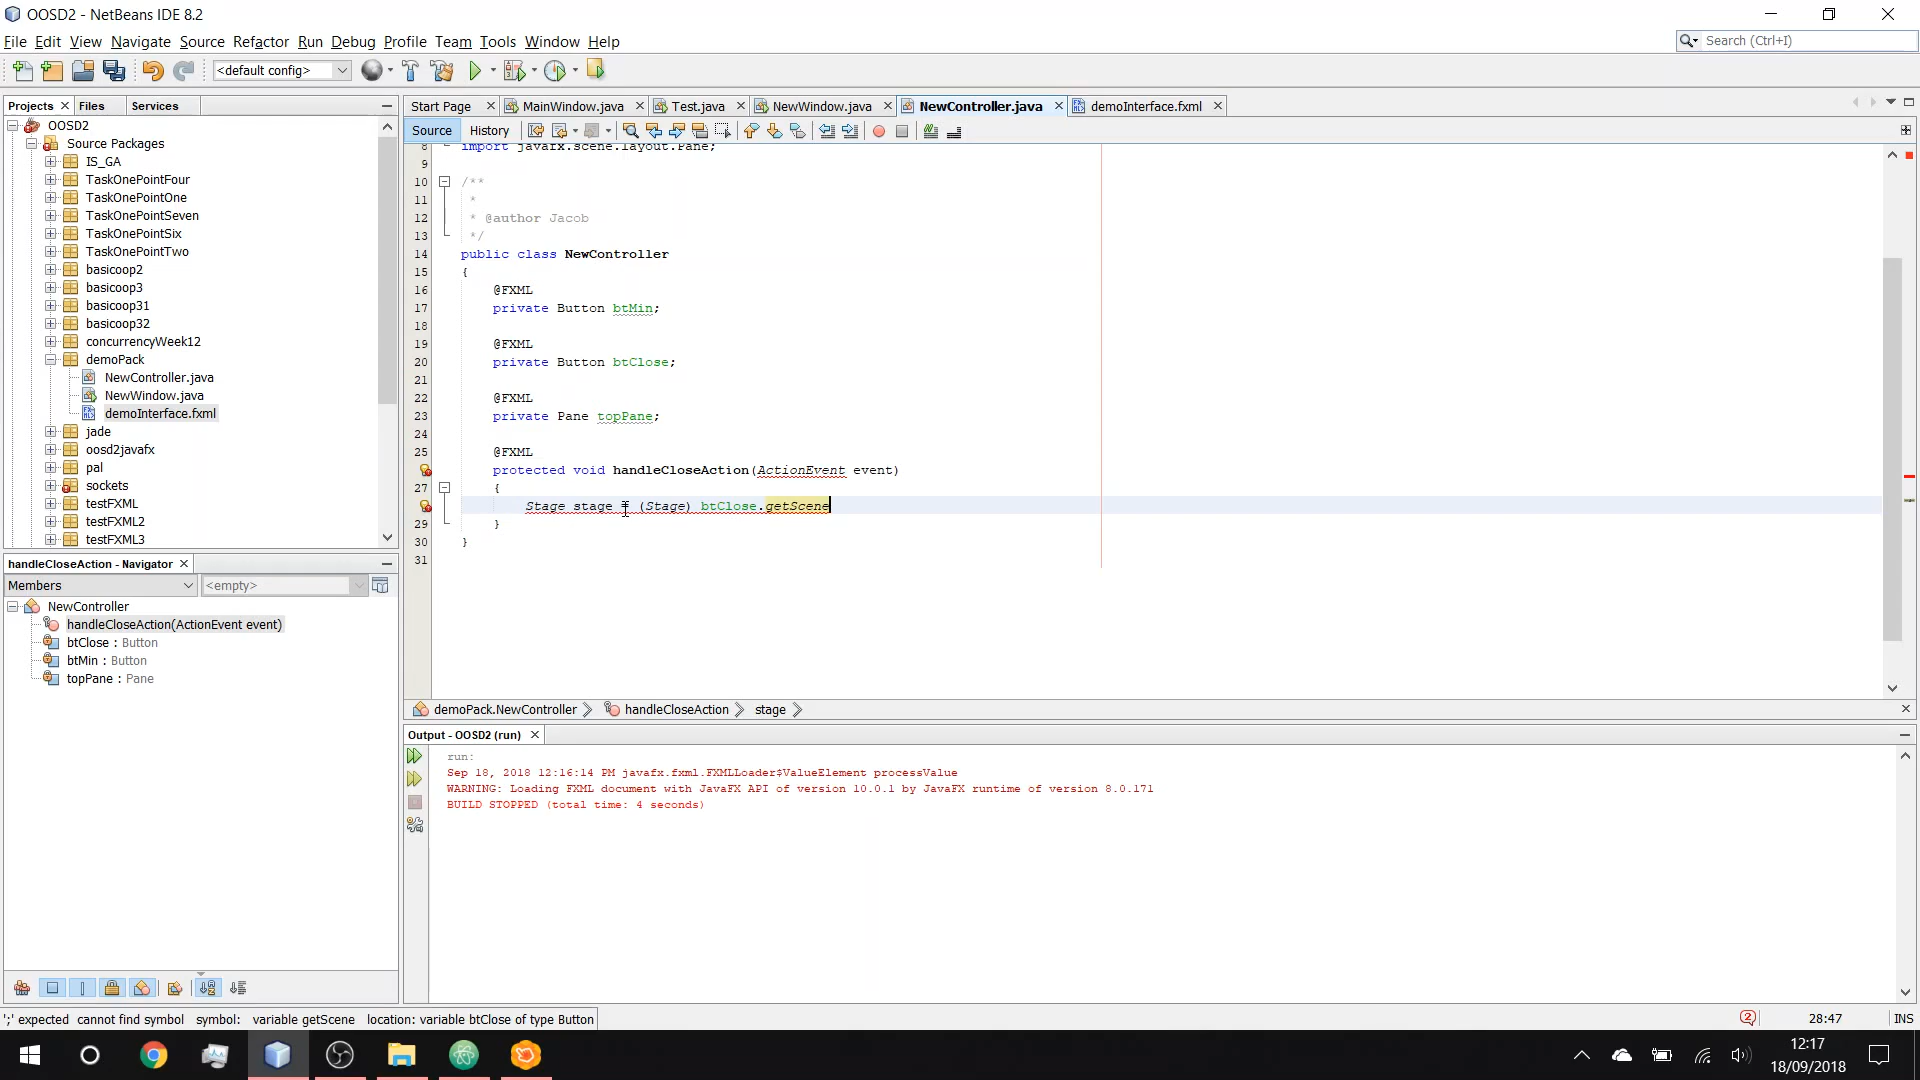 OOSD2 - NetBeans IDE 8.2
File Edit View Navigate Source Refactor Run Debug Profile Team Tools Window Help
Search (Ctrl+I)
<default config>
Projects Files Services
Start Page MainWindow.java Test.java NewWindow.java NewController.java demoInterface.fxml
Source History
OOSD2
Source Packages
IS_GA
TaskOnePointFour
TaskOnePointOne
TaskOnePointSeven
TaskOnePointSix
TaskOnePointTwo
basicoop2
basicoop3
basicoop31
basicoop32
concurrencyWeek12
demoPack
NewController.java
NewWindow.java
demoInterface.fxml
jade
oosd2javafx
pal
sockets
testFXML
testFXML2
testFXML3
8 import javafx.scene.layout.Pane;
9
10 /**
11 *
12 * @author Jacob
13 */
14 public class NewController
15 {
16 @FXML
17 private Button btMin;
18
19 @FXML
20 private Button btClose;
21
22 @FXML
23 private Pane topPane;
24
25 @FXML
protected void handleCloseAction(ActionEvent event)
27 {
Stage stage = (Stage) btClose.getScene
29 }
30 }
31
demoPack.NewController handleCloseAction stage
handleCloseAction - Navigator
Members <empty>
NewController
handleCloseAction(ActionEvent event)
btClose : Button
btMin : Button
topPane : Pane
Output - OOSD2 (run)
run:
Sep 18, 2018 12:16:14 PM javafx.fxml.FXMLLoader$ValueElement processValue
WARNING: Loading FXML document with JavaFX API of version 10.0.1 by JavaFX runtime of version 8.0.171
BUILD STOPPED (total time: 4 seconds)
';' expected cannot find symbol symbol: variable getScene location: variable btClose of type Button
2 28:47 INS
12:17
18/09/2018